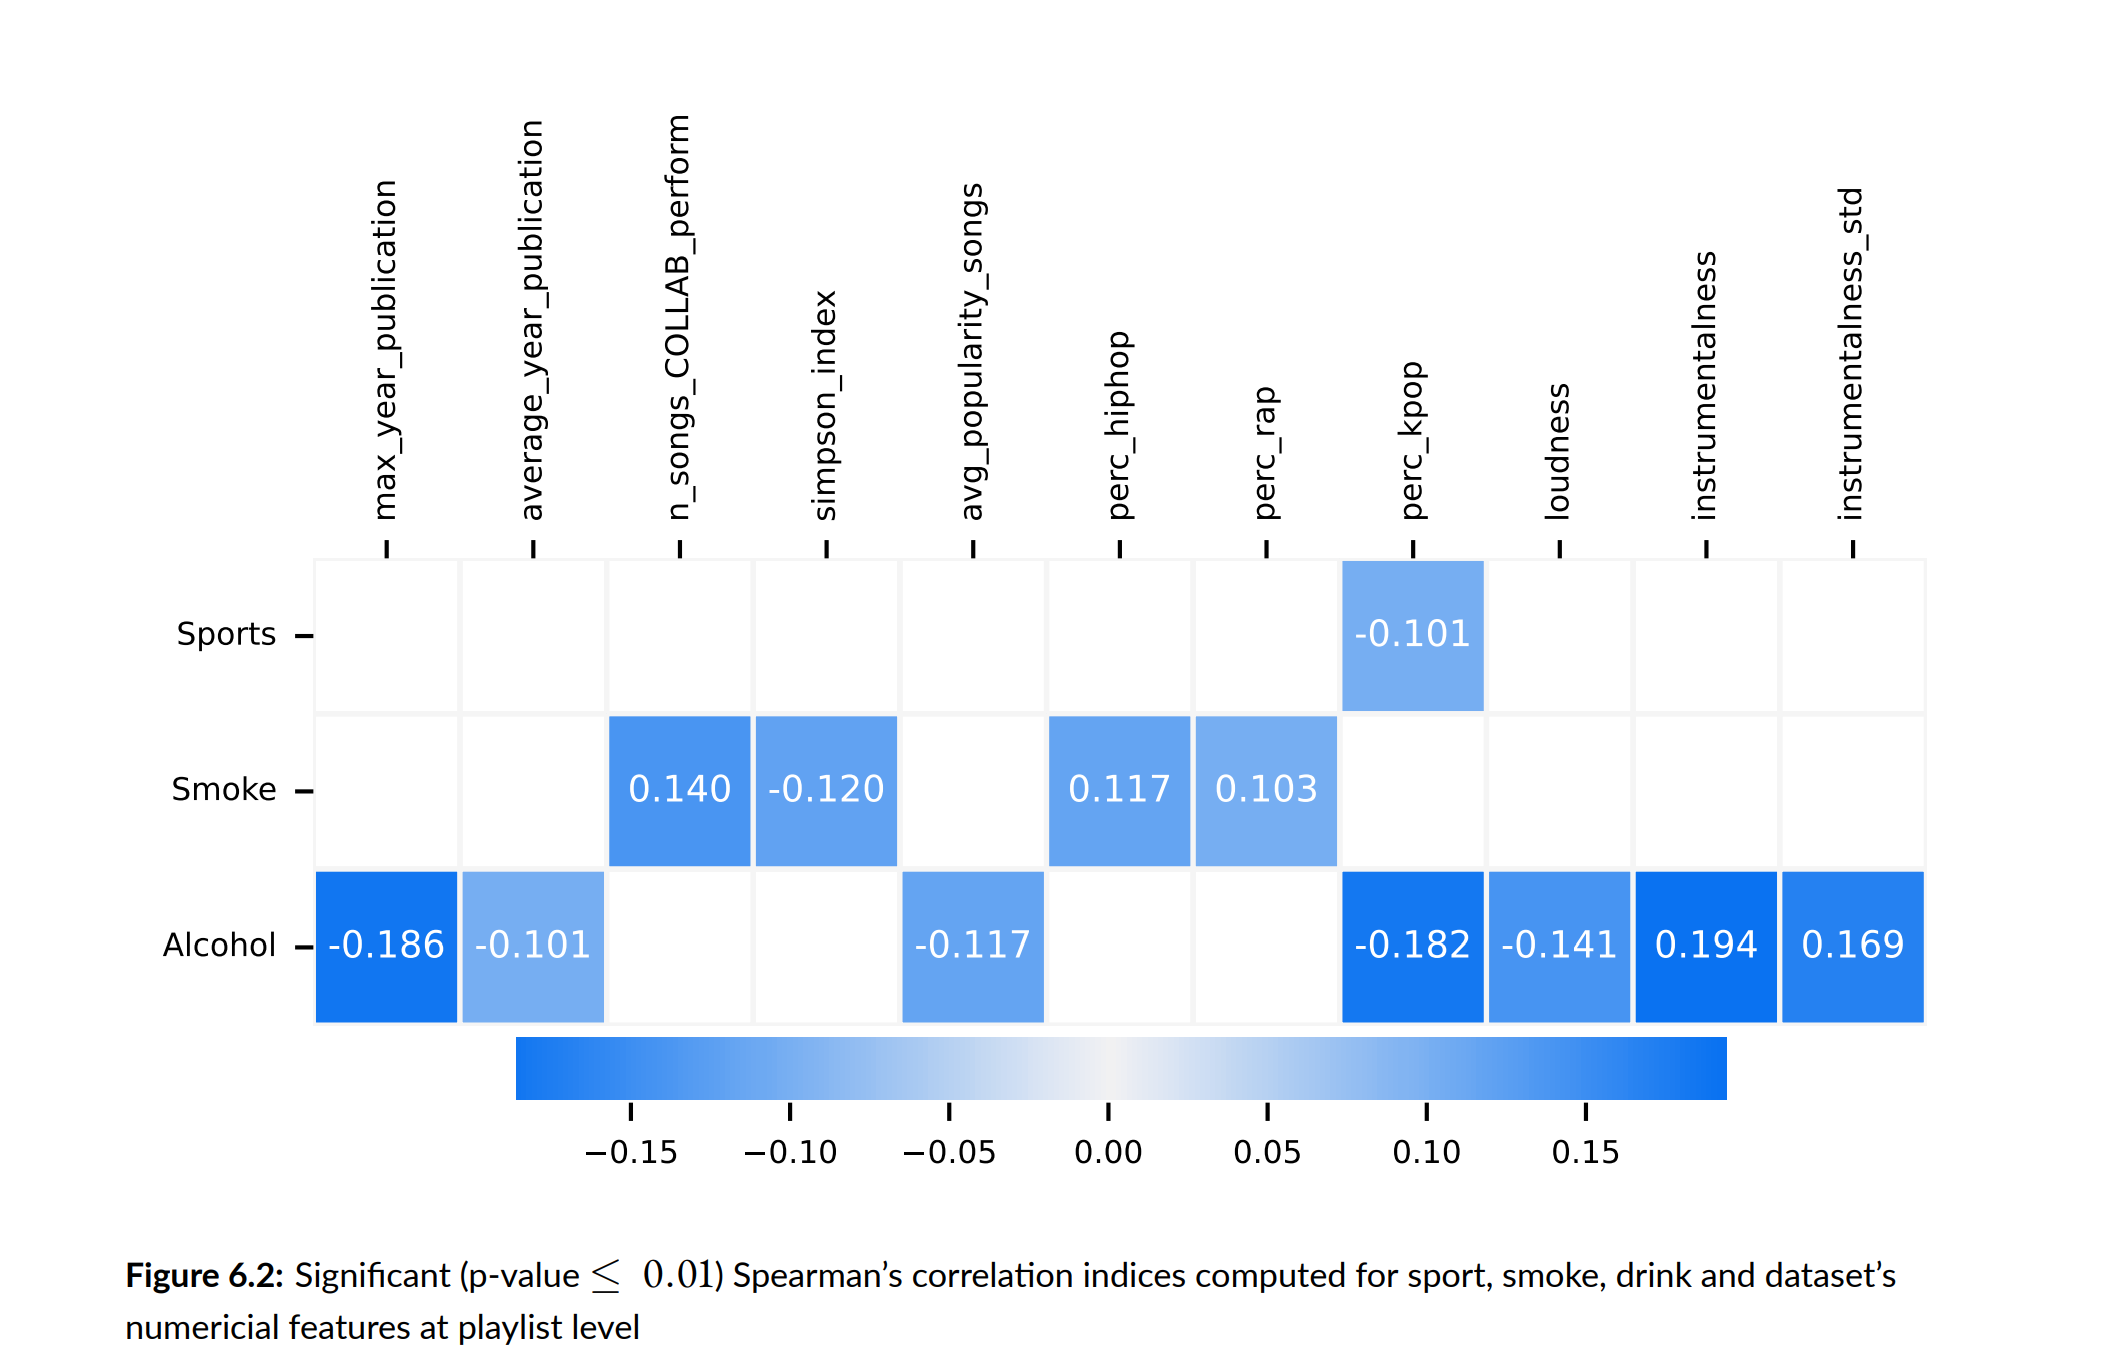 max_year_publication
average_year_publication
n_songs_COLLAB_perform
simpson_index
avg_popularity_songs
perc_hiphop
perc_rap
perc_kpop
loudness
instrumentalness
instrumentalness_std
Sports
-0.101
Smoke
0.140 -0.120 0.117 0.103
Alcohol
-0.186 -0.101 -0.117 -0.182 -0.141 0.194 0.169
−0.15 −0.10 −0.05 0.00 0.05 0.10 0.15
Figure 6.2: Significant (p-value ≤ 0.01) Spearman’s correlation indices computed for sport, smoke, drink and dataset’s
numericial features at playlist level